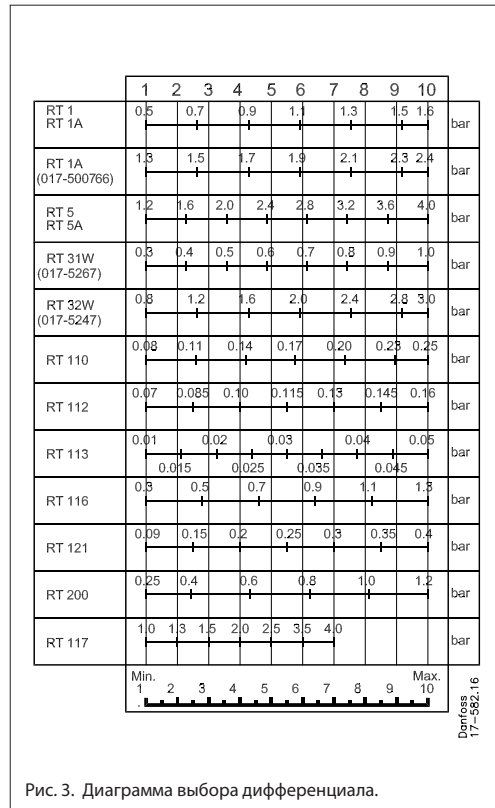 1 2 3 4 5 6 7 8 9 10
RT 1
RT 1A
0.5 0.7 0.9 1.1 1.3 1.5 1.6
bar
RT 1A
(017-500766)
1.3 1.5 1.7 1.9 2.1 2.3 2.4
bar
RT 5
RT 5A
1.2 1.6 2.0 2.4 2.8 3.2 3.6 4.0
bar
RT 31W
(017-5267)
0.3 0.4 0.5 0.6 0.7 0.8 0.9 1.0
bar
RT 32W
(017-5247)
0.8 1.2 1.6 2.0 2.4 2.8 3.0
bar
RT 110
0.08 0.11 0.14 0.17 0.20 0.23 0.25
bar
RT 112
0.07 0.085 0.10 0.115 0.13 0.145 0.16
bar
RT 113
0.01 0.02 0.03 0.04 0.05
0.015 0.025 0.035 0.045
bar
RT 116
0.3 0.5 0.7 0.9 1.1 1.3
bar
RT 121
0.09 0.15 0.2 0.25 0.3 0.35 0.4
bar
RT 200
0.25 0.4 0.6 0.8 1.0 1.2
bar
RT 117
1.0 1.3 1.5 2.0 2.5 3.5 4.0
bar
Min. Max.
1 2 3 4 5 6 7 8 9 10
Danfoss
17-582.16
Рис. 3. Диаграмма выбора дифференциала.